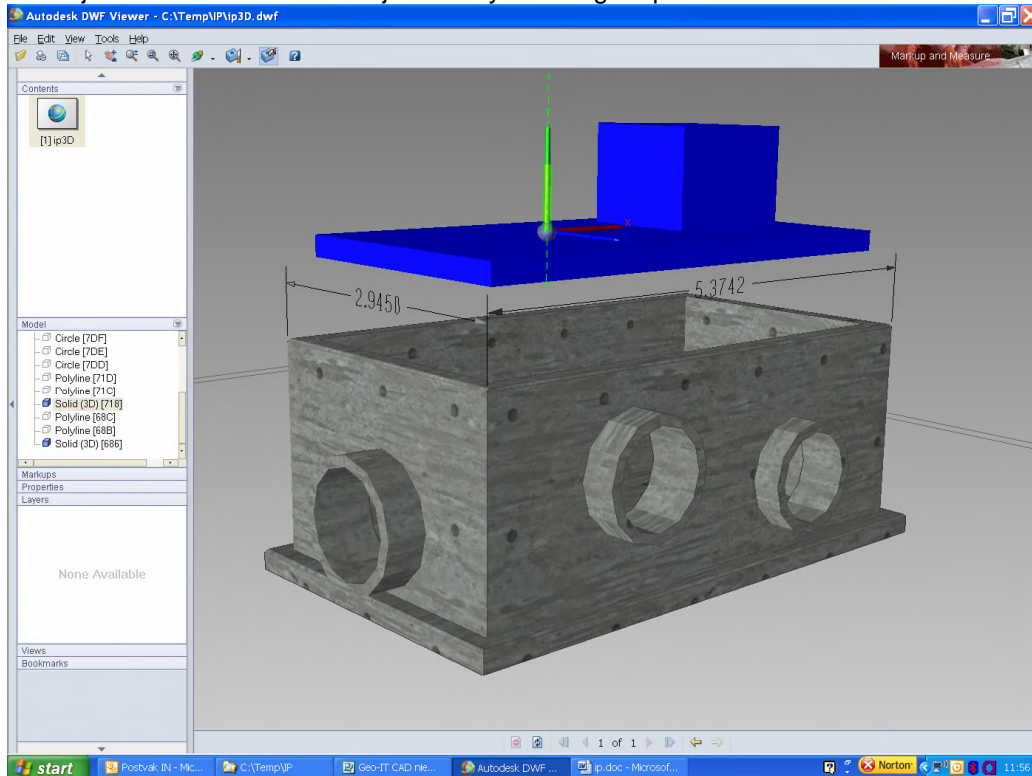 Autodesk DWF Viewer - C:\Temp\IP\ip3D.dwf
File Edit View Tools Help
Markup and Measure
Contents
[1] ip3D
Model
Circle [7DF]
Circle [7DE]
Circle [7DD]
Polyline [71D]
Polyline [71C]
Solid (3D) [718]
Polyline [68C]
Polyline [68B]
Solid (3D) [686]
Markups
Properties
Layers
None Available
Views
Bookmarks
X
2.9450
5.3742
1 of 1
start
Postvak IN - Mic...
C:\Temp\IP
Geo-IT CAD nie...
Autodesk DWF ...
ip.doc - Microsof...
Norton
11:56